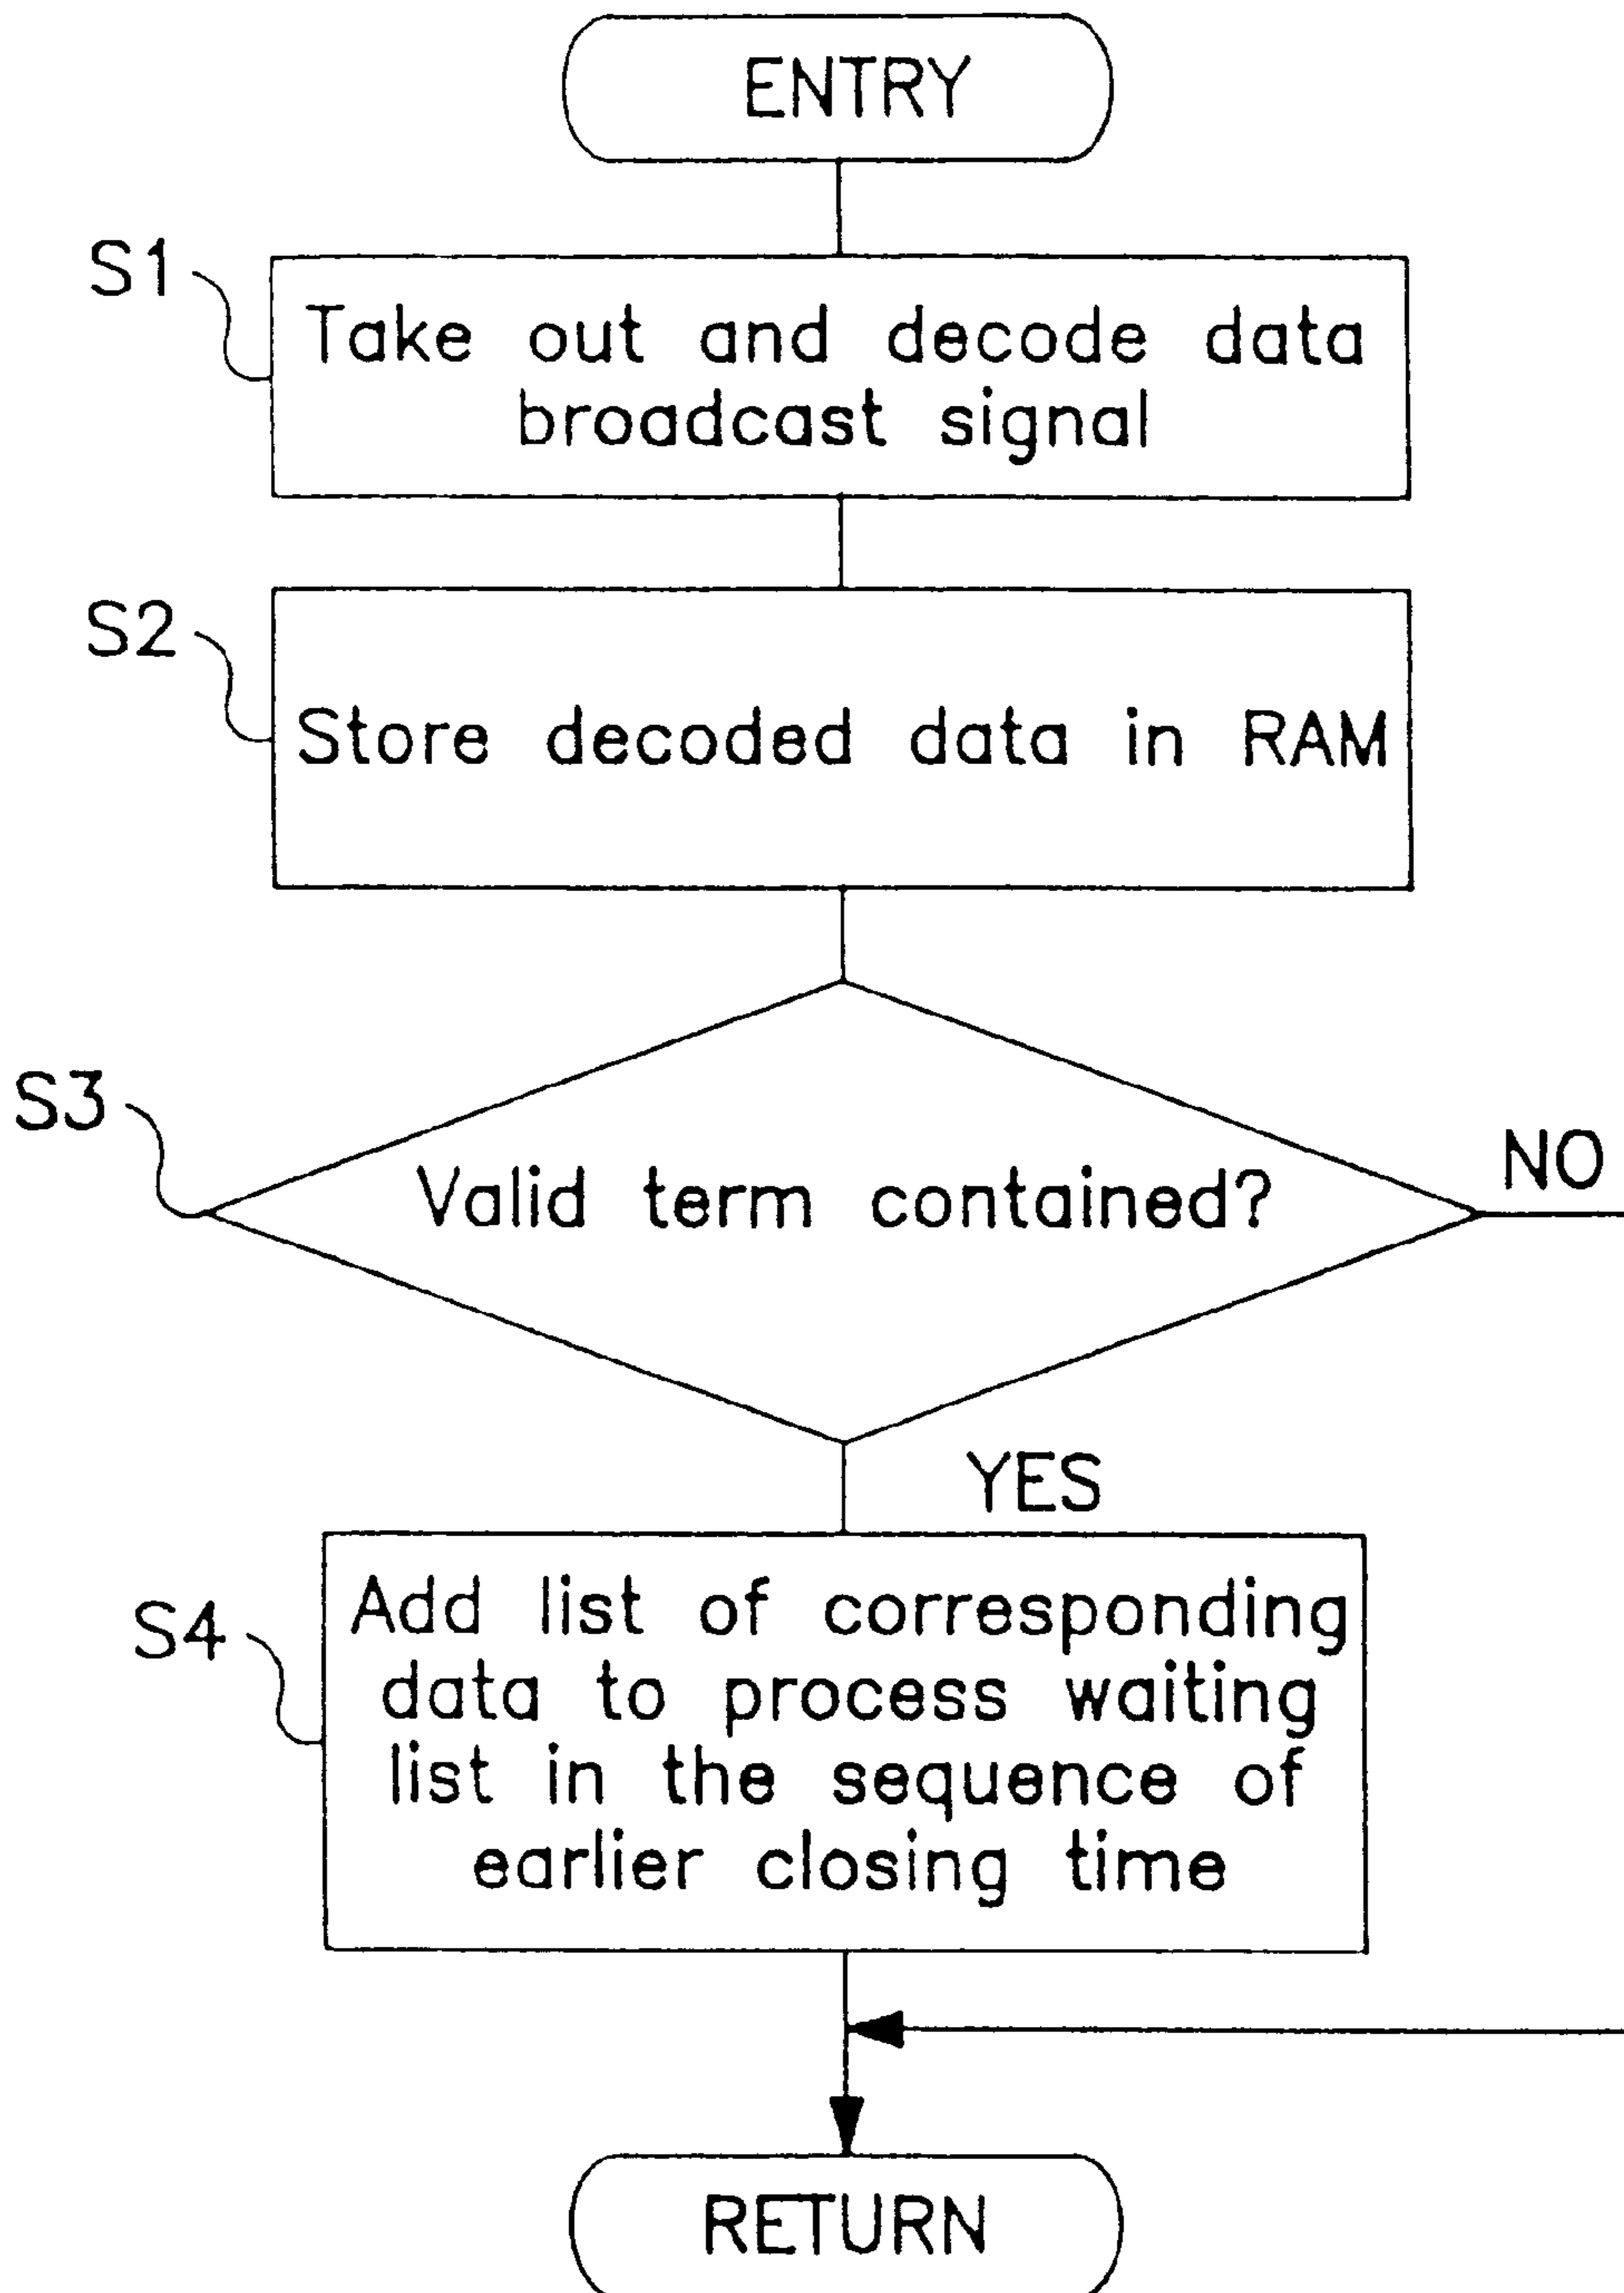 ENTRY
S1
Take out and decode data
broadcast signal
S2
Store decoded data in RAM
S3
Valid term contained?
NO
YES
S4
Add list of corresponding
data to process waiting
list in the sequence of
earlier closing time
RETURN